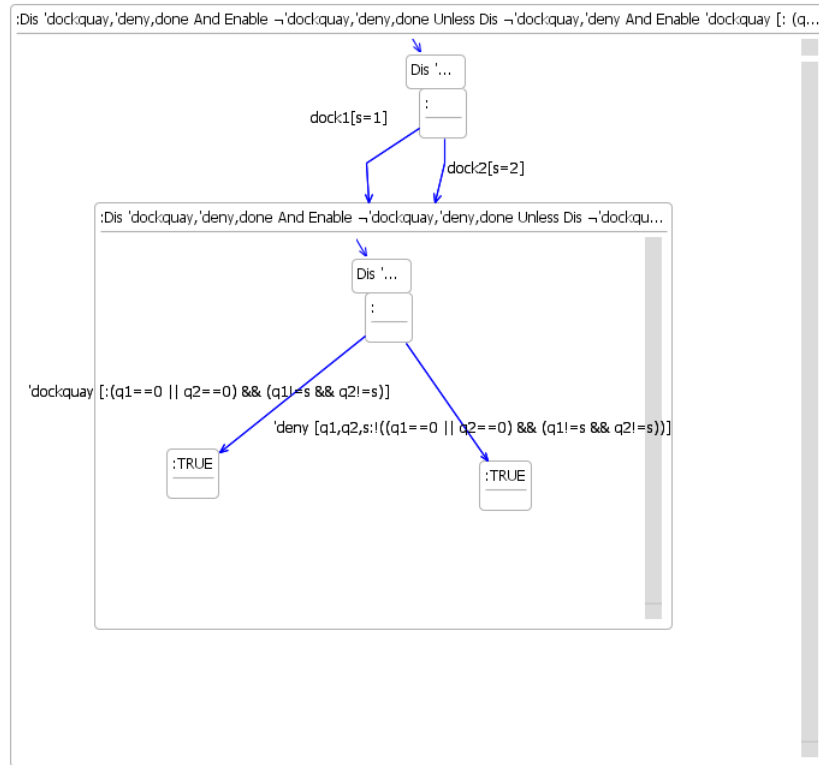 :Dis 'dockquay,'deny,done And Enable ¬'dockquay,'deny,done Unless Dis ¬'dockquay,'deny And Enable 'dockquay [: (q...
Dis '...
:
dock1[s=1]
dock2[s=2]
:Dis 'dockquay,'deny,done And Enable ¬'dockquay,'deny,done Unless Dis ¬'dockqu...
Dis '...
:
'dockquay [:(q1==0 || q2==0) && (q1!=s && q2!=s)]
'deny [q1,q2,s:!((q1==0 || q2==0) && (q1!=s && q2!=s))]
:TRUE
:TRUE